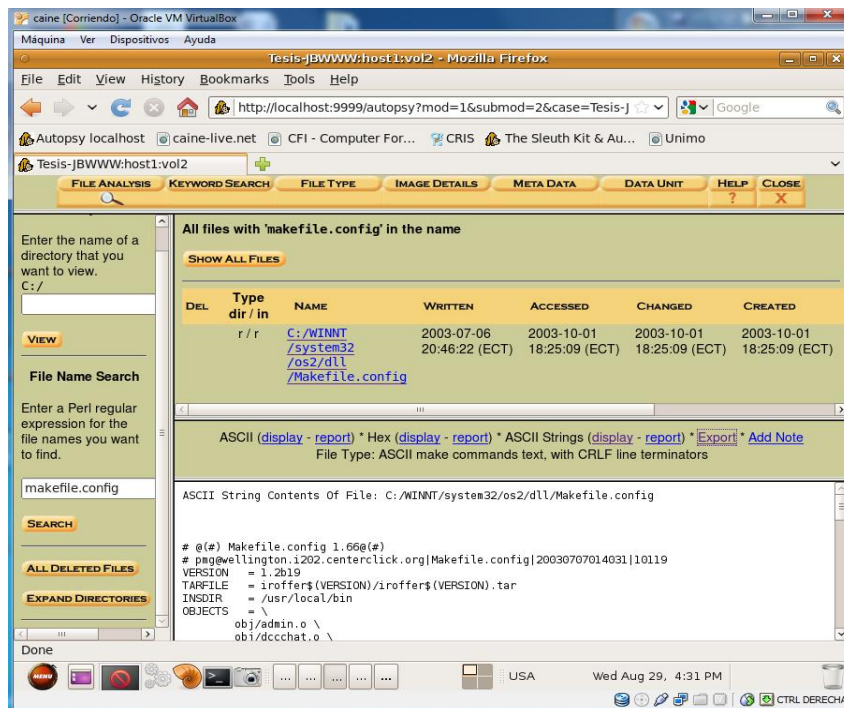 caine [Corriendo] - Oracle VM VirtualBox
Máquina Ver Dispositivos Ayuda
Tesis-JBWWW:host1:vol2 - Mozilla Firefox
File Edit View History Bookmarks Tools Help
http://localhost:9999/autopsy?mod=1&submod=2&case=Tesis-J
Google
Autopsy localhost caine-live.net CFI - Computer For... CRIS The Sleuth Kit & Au... Unimo
Tesis-JBWWW:host1:vol2
FILE ANALYSIS KEYWORD SEARCH FILE TYPE IMAGE DETAILS META DATA DATA UNIT HELP CLOSE
? X
Enter the name of a
directory that you
want to view.
C:/
VIEW
File Name Search
Enter a Perl regular
expression for the
file names you want
to find.
makefile.config
SEARCH
ALL DELETED FILES
EXPAND DIRECTORIES
All files with 'makefile.config' in the name
SHOW ALL FILES
DEL Type dir / in NAME WRITTEN ACCESSED CHANGED CREATED
r / r C:/WINNT 2003-07-06 2003-10-01 2003-10-01 2003-10-01
/system32 20:46:22 (ECT) 18:25:09 (ECT) 18:25:09 (ECT) 18:25:09 (ECT)
/os2/dll
/Makefile.config
ASCII (display - report) * Hex (display - report) * ASCII Strings (display - report) * Export * Add Note
File Type: ASCII make commands text, with CRLF line terminators
ASCII String Contents Of File: C:/WINNT/system32/os2/dll/Makefile.config
# @(#) Makefile.config 1.66@(#)
# pmg@wellington.i202.centerclick.org|Makefile.config|20030707014031|10119
VERSION = 1.2b19
TARFILE = iroffer$(VERSION)/iroffer$(VERSION).tar
INSDIR = /usr/local/bin
OBJECTS = \
obj/admin.o \
obj/dccchat.o \
Done
MENU
... ... ... ... ...
USA Wed Aug 29, 4:31 PM
CTRL DERECHA